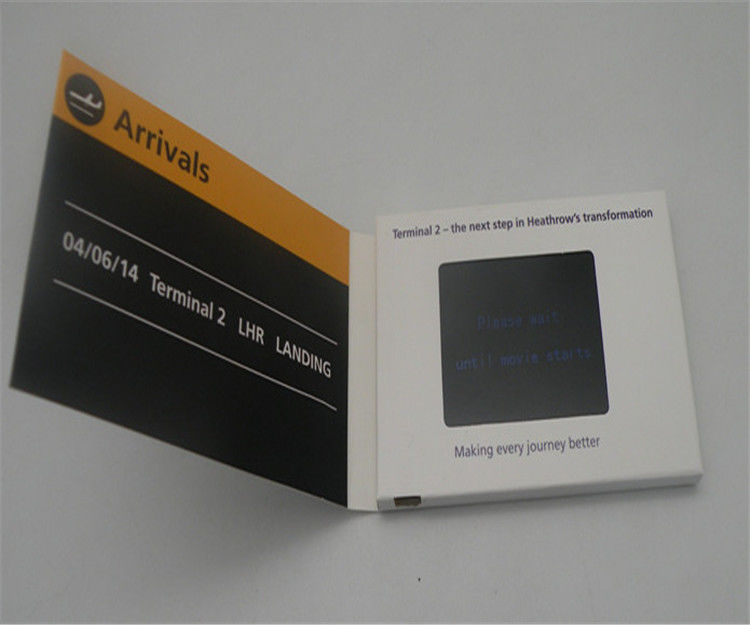 Arrivals
04/06/14 Terminal 2 LHR LANDING
Terminal 2 – the next step in Heathrow's transformation
Please wait
until movie starts
Making every journey better